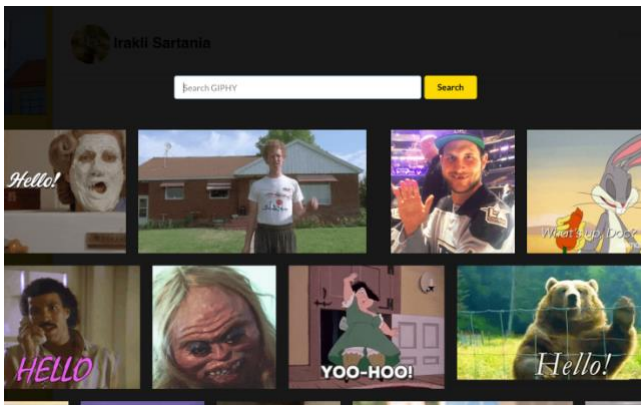 Irakli Sartania
Search GIPHY
Search
Hello!
What's Up, Doc?
HELLO
YOO-HOO!
Hello!